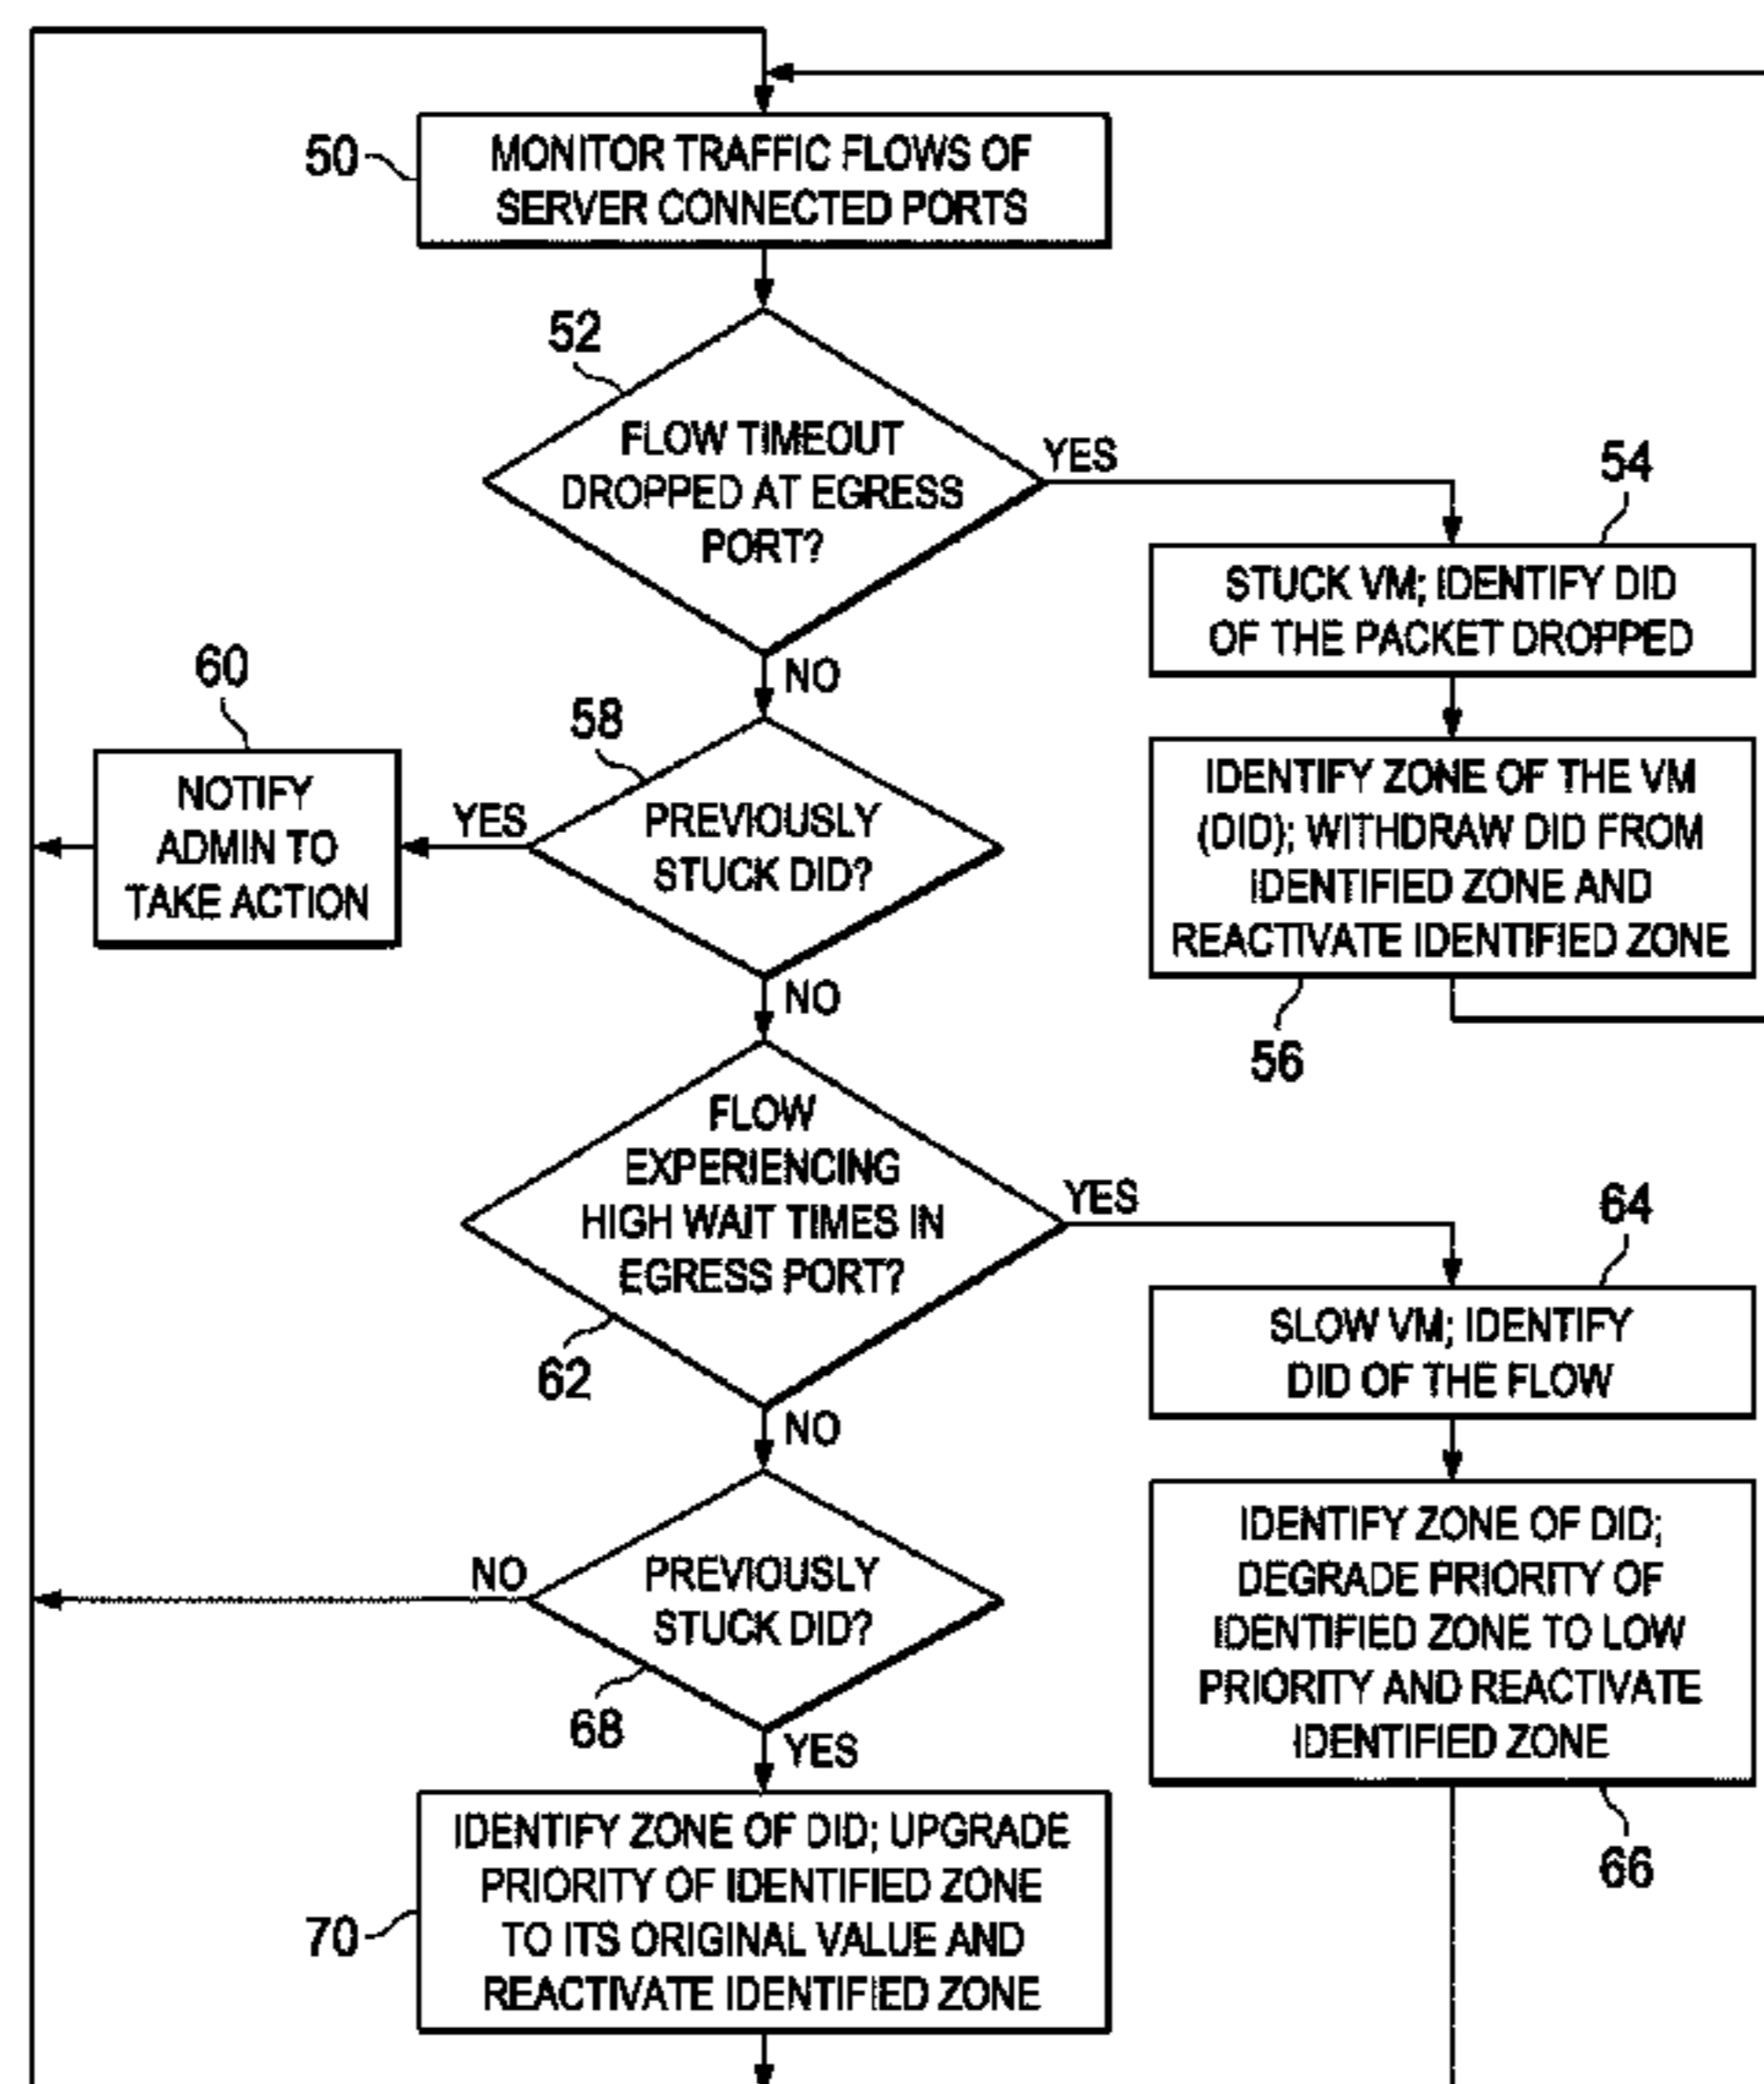 50
MONITOR TRAFFIC FLOWS OF
SERVER CONNECTED PORTS
52
FLOW TIMEOUT
DROPPED AT EGRESS
PORT?
YES
54
STUCK VM; IDENTIFY DID
OF THE PACKET DROPPED
NO
60
NOTIFY
ADMIN TO
TAKE ACTION
YES
58
PREVIOUSLY
STUCK DID?
IDENTIFY ZONE OF THE VM
(DID); WITHDRAW DID FROM
IDENTIFIED ZONE AND
REACTIVATE IDENTIFIED ZONE
56
NO
FLOW
EXPERIENCING
HIGH WAIT TIMES IN
EGRESS PORT?
62
YES
64
SLOW VM; IDENTIFY
DID OF THE FLOW
NO
NO
PREVIOUSLY
STUCK DID?
68
YES
IDENTIFY ZONE OF DID;
DEGRADE PRIORITY OF
IDENTIFIED ZONE TO LOW
PRIORITY AND REACTIVATE
IDENTIFIED ZONE
66
70
IDENTIFY ZONE OF DID; UPGRADE
PRIORITY OF IDENTIFIED ZONE
TO ITS ORIGINAL VALUE AND
REACTIVATE IDENTIFIED ZONE